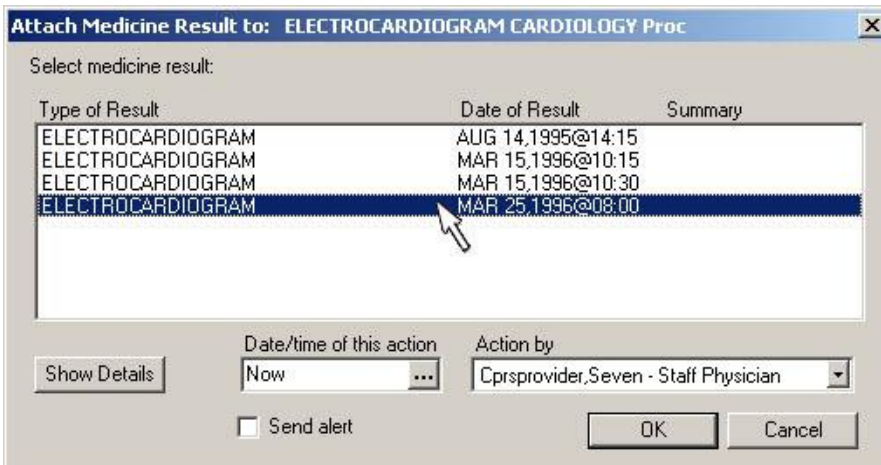 Attach Medicine Result to: ELECTROCARDIOGRAM CARDIOLOGY Proc
Select medicine result:
Type of Result Date of Result Summary
ELECTROCARDIOGRAM AUG 14,1995@14:15
ELECTROCARDIOGRAM MAR 15,1996@10:15
ELECTROCARDIOGRAM MAR 15,1996@10:30
ELECTROCARDIOGRAM MAR 25,1996@08:00
Date/time of this action Action by
Show Details Now ... Cprsprovider,Seven - Staff Physician
Send alert OK Cancel